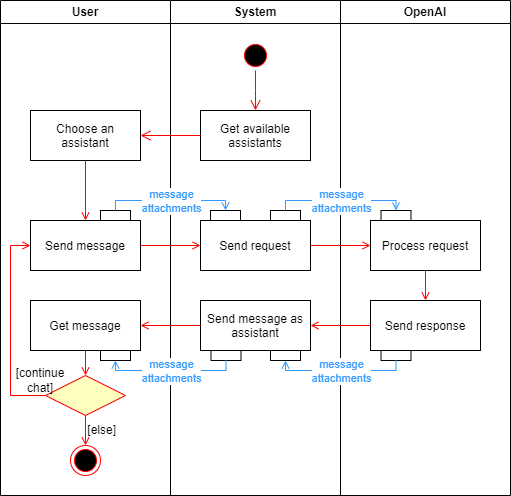 User
System
OpenAI
Choose an
assistant
Get available
assistants
message
attachments
message
attachments
Send message
Send request
Process request
Get message
Send message as
assistant
Send response
message
attachments
message
attachments
[continue
chat]
[else]